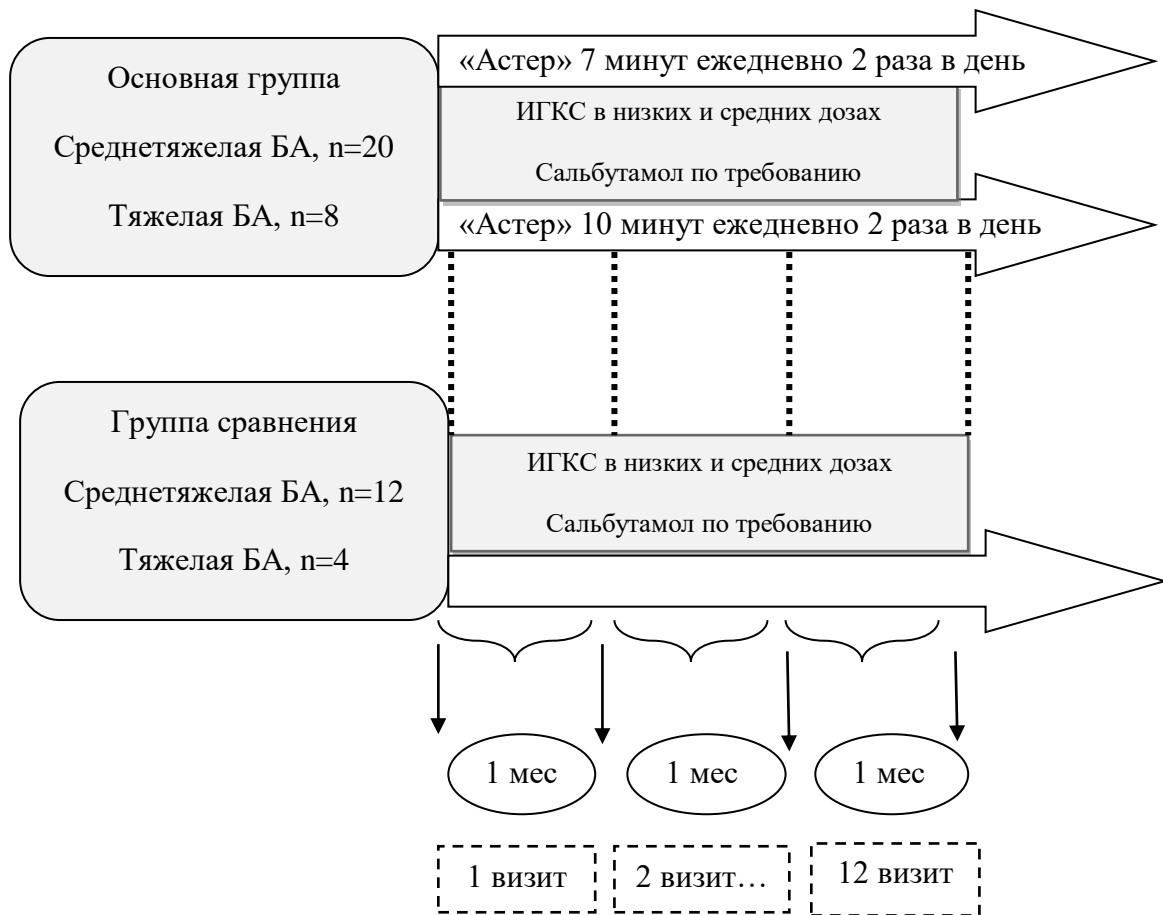 Основная группа
Среднетяжелая БА, n=20
Тяжелая БА, n=8
«Астер» 7 минут ежедневно 2 раза в день
ИГКС в низких и средних дозах
Сальбутамол по требованию
«Астер» 10 минут ежедневно 2 раза в день
Группа сравнения
Среднетяжелая БА, n=12
Тяжелая БА, n=4
ИГКС в низких и средних дозах
Сальбутамол по требованию
1 мес
1 мес
1 мес
1 визит
2 визит…
12 визит